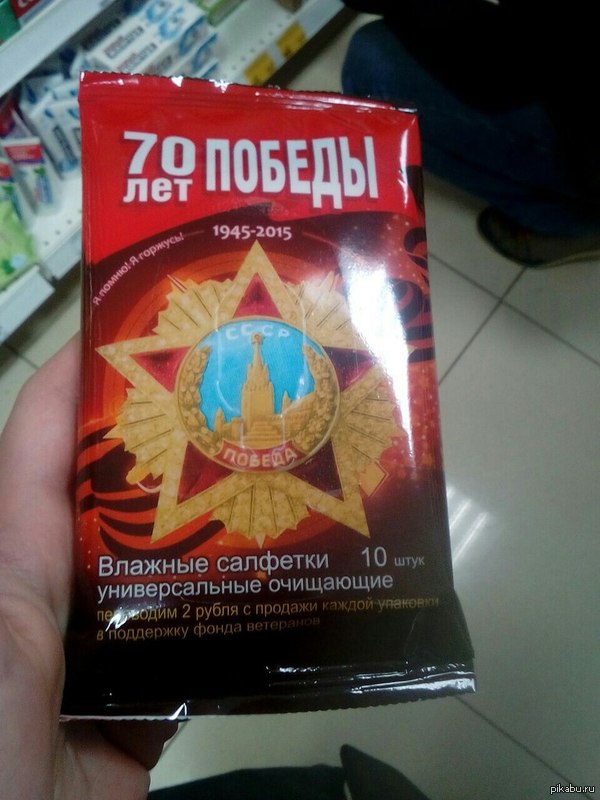 70 ПОБЕДЫ
лет
1945-2015
Я помню! Я горжусь!
СССР
ПОБЕДА
Влажные салфетки 10 штук
универсальные очищающие
переводим 2 рубля с продажи каждой упаковки
в поддержку фонда ветеранов
pikabu.ru